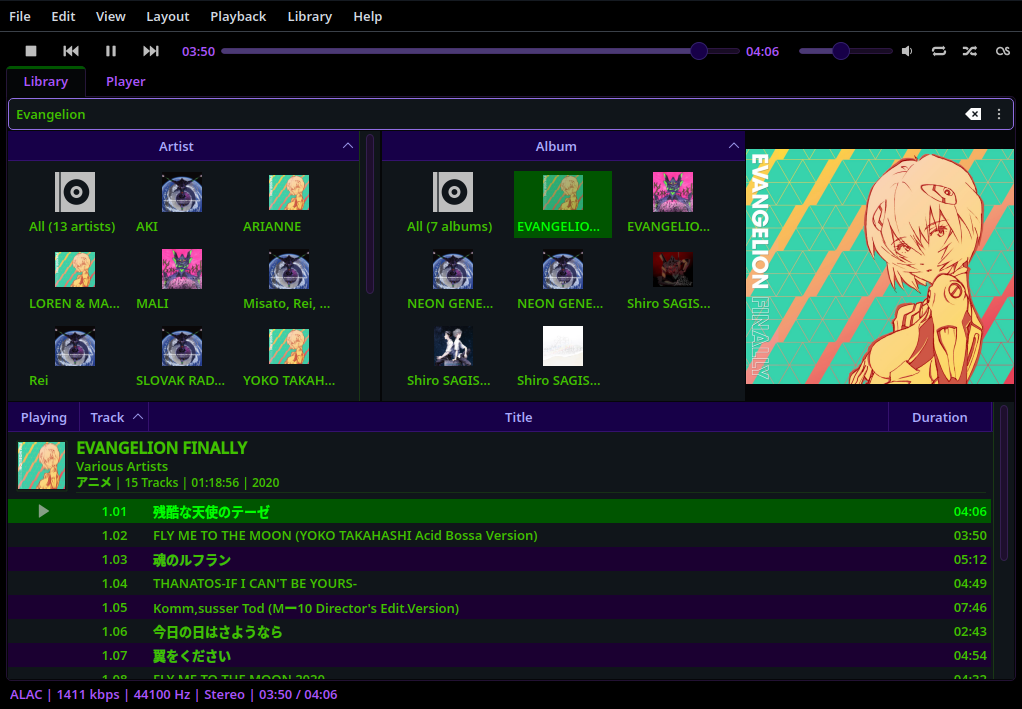 File Edit View Layout Playback Library Help
03:50 04:06
Library Player
Evangelion
Artist Album
All (13 artists) AKI ARIANNE
LOREN & MA... MALI Misato, Rei, ...
Rei SLOVAK RAD... YOKO TAKAH...
All (7 albums) EVANGELIO... EVANGELIO...
NEON GENE... NEON GENE... Shiro SAGIS...
Shiro SAGIS... Shiro SAGIS...
EVANGELION FINALLY
Playing Track Title Duration
EVANGELION FINALLY
Various Artists
アニメ | 15 Tracks | 01:18:56 | 2020
1.01 残酷な天使のテーゼ 04:06
1.02 FLY ME TO THE MOON (YOKO TAKAHASHI Acid Bossa Version) 03:50
1.03 魂のルフラン 05:12
1.04 THANATOS-IF I CAN'T BE YOURS- 04:49
1.05 Komm,susser Tod (Mー10 Director's Edit.Version) 07:46
1.06 今日の日はさようなら 02:43
1.07 翼をください 04:54
1.08 FLY ME TO THE MOON 2020
ALAC | 1411 kbps | 44100 Hz | Stereo | 03:50 / 04:06